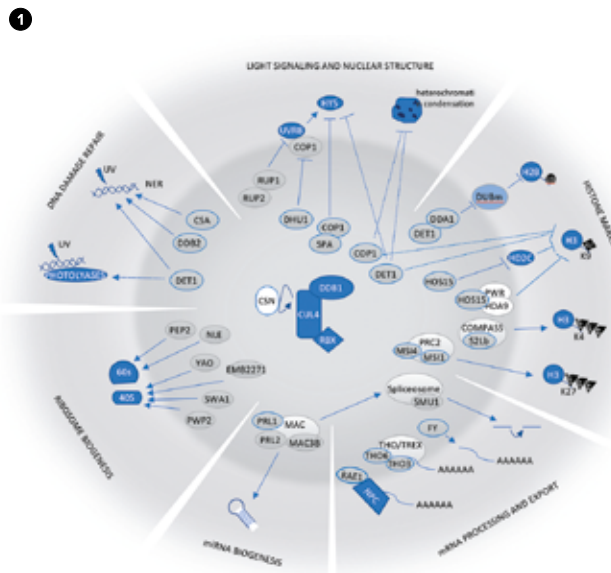 1
LIGHT SIGNALING AND NUCLEAR STRUCTURE
HY5
heterochromati
condensation
UVR8
COP1
RUP1
RUP2
DHU1
COP1
SPA
COP1
DET1
DDA1
DET1
DUBm
H2B
DNA DAMAGE REPAIR
UV
NER
CSA
DDB2
UV
PHOTOLYASES
DET1
HISTONE MARK
H3
K9
HD2C
HOS15
PWR
HOS15
HDA9
COMPASS
S2Lb
H3
K4
PRC2
MSI4
MSI1
H3
K27
CSN
DDB1
CUL4
RBX
PEP2
NLE
60s
YAO
EMB2271
40S
SWA1
PWP2
RIBOSOME BIOGENESIS
PRL1
MAC
PRL2
MAC3B
miRNA BIOGENESIS
Spliceosome
SMU1
FY
AAAAAA
THO/TREX
THO6
THO3
AAAAAA
RAE1
NPC
AAAAAA
mRNA PROCESSING AND EXPORT